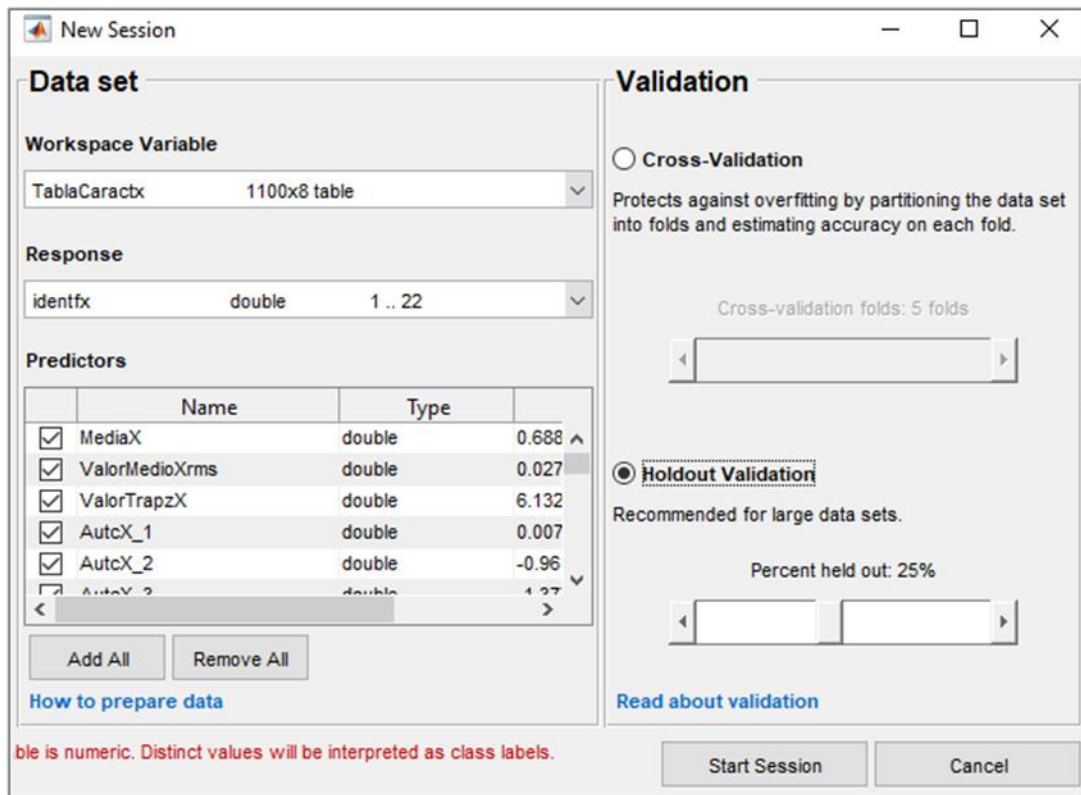 New Session
Data set
Workspace Variable
TablaCaractx 1100x8 table
Response
identfx double 1 .. 22
Predictors
Name Type
MediaX double 0.688
ValorMedioXrms double 0.027
ValorTrapzX double 6.132
AutcX_1 double 0.007
AutcX_2 double -0.96
Add All Remove All
How to prepare data
ble is numeric. Distinct values will be interpreted as class labels.
Validation
Cross-Validation
Protects against overfitting by partitioning the data set
into folds and estimating accuracy on each fold.
Cross-validation folds: 5 folds
Holdout Validation
Recommended for large data sets.
Percent held out: 25%
Read about validation
Start Session Cancel